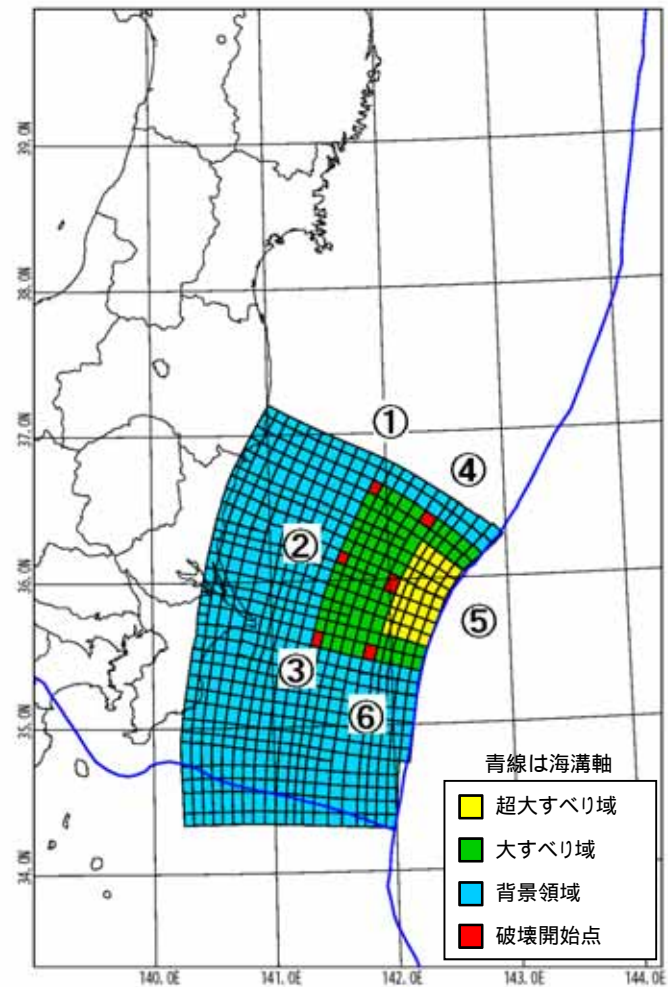 39.0N
38.0N
37.0N
36.0N
35.0N
34.0N
①
④
②
⑤
③
⑥
青線は海溝軸
超大すべり域
大すべり域
背景領域
破壊開始点
140.0E
141.0E
142.0E
143.0E
144.0E